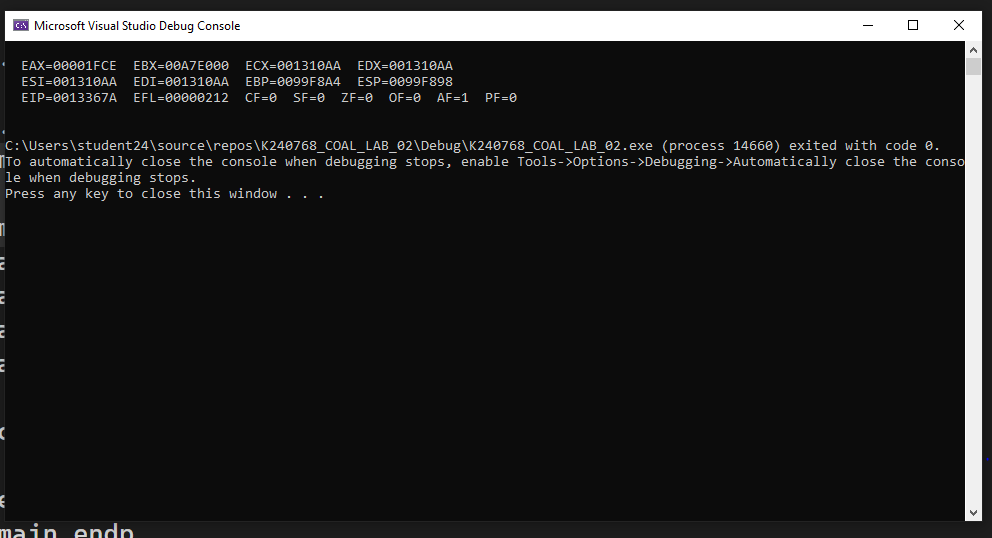 Microsoft Visual Studio Debug Console
EAX=00001FCE EBX=00A7E000 ECX=001310AA EDX=001310AA
ESI=001310AA EDI=001310AA EBP=0099F8A4 ESP=0099F898
EIP=0013367A EFL=00000212 CF=0 SF=0 ZF=0 OF=0 AF=1 PF=0
C:\Users\student24\source\repos\K240768_COAL_LAB_02\Debug\K240768_COAL_LAB_02.exe (process 14660) exited with code 0.
To automatically close the console when debugging stops, enable Tools->Options->Debugging->Automatically close the conso
le when debugging stops.
Press any key to close this window . . .
main endp